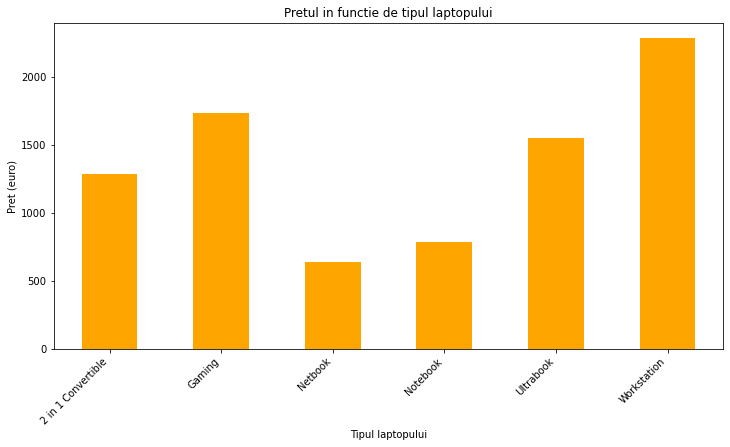 Pretul in functie de tipul laptopului
Pret (euro)
2000
1500
1000
500
0
2 in 1 Convertible
Gaming
Netbook
Notebook
Ultrabook
Workstation
Tipul laptopului